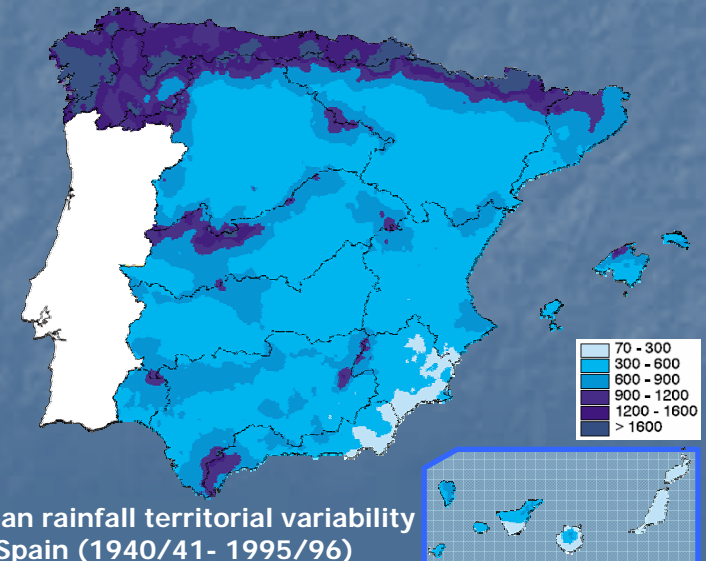 70 - 300
300 - 600
600 - 900
900 - 1200
1200 - 1600
> 1600
an rainfall territorial variability
Spain (1940/41- 1995/96)